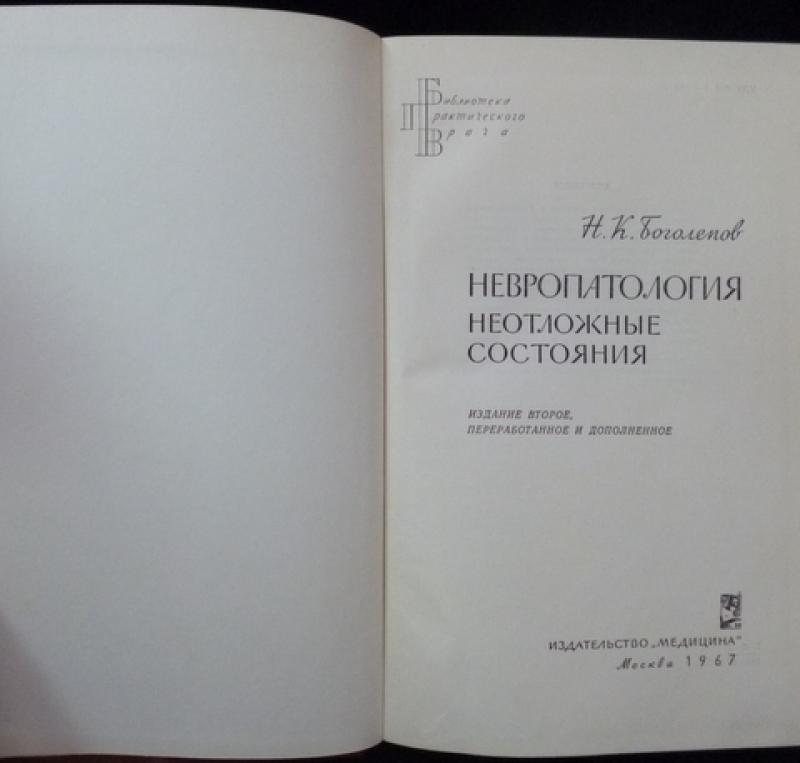 Библиотека
Практического
Врача
Н. К. Боголепов
НЕВРОПАТОЛОГИЯ
НЕОТЛОЖНЫЕ
СОСТОЯНИЯ
ИЗДАНИЕ ВТОРОЕ,
ПЕРЕРАБОТАННОЕ И ДОПОЛНЕННОЕ
ИЗДАТЕЛЬСТВО „МЕДИЦИНА“
Москва 1967